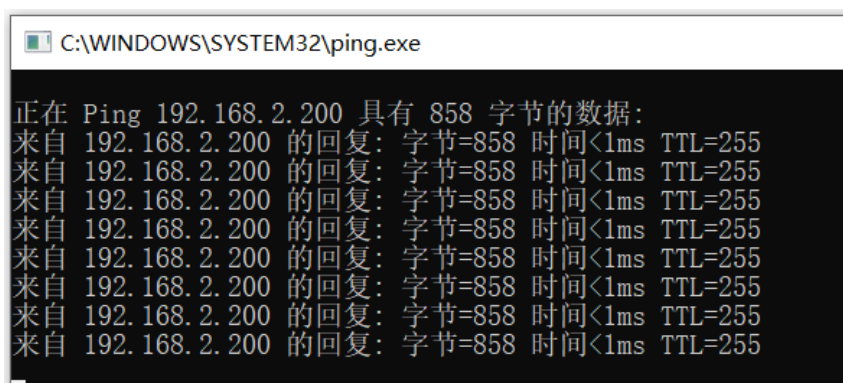 C:\WINDOWS\SYSTEM32\ping.exe
正在 Ping 192.168.2.200 具有 858 字节的数据:
来自 192.168.2.200 的回复: 字节=858 时间<1ms TTL=255
来自 192.168.2.200 的回复: 字节=858 时间<1ms TTL=255
来自 192.168.2.200 的回复: 字节=858 时间<1ms TTL=255
来自 192.168.2.200 的回复: 字节=858 时间<1ms TTL=255
来自 192.168.2.200 的回复: 字节=858 时间<1ms TTL=255
来自 192.168.2.200 的回复: 字节=858 时间<1ms TTL=255
来自 192.168.2.200 的回复: 字节=858 时间<1ms TTL=255
来自 192.168.2.200 的回复: 字节=858 时间<1ms TTL=255